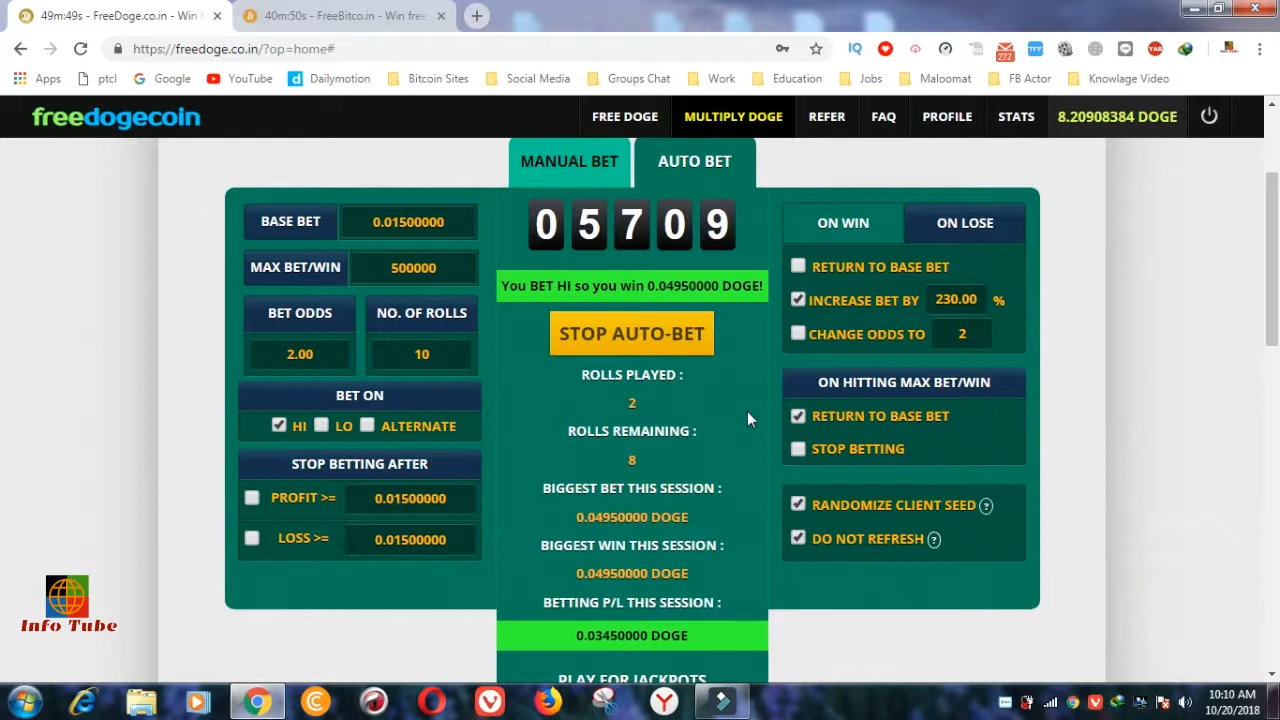 49m:49s - FreeDoge.co.in - Win f
40m:50s - FreeBitco.in - Win free
https://freedoge.co.in/?op=home#
IQ
272
TFF
YAB
Apps
ptcl
Google
YouTube
Dailymotion
Bitcoin Sites
Social Media
Groups Chat
Work
Education
Jobs
Maloomat
FB Actor
Knowlage Video
freedogecoin
FREE DOGE
MULTIPLY DOGE
REFER
FAQ
PROFILE
STATS
8.20908384 DOGE
MANUAL BET
AUTO BET
BASE BET
0.01500000
MAX BET/WIN
500000
BET ODDS
NO. OF ROLLS
2.00
10
BET ON
HI
LO
ALTERNATE
STOP BETTING AFTER
PROFIT >=
0.01500000
LOSS >=
0.01500000
05709
You BET HI so you win 0.04950000 DOGE!
STOP AUTO-BET
ROLLS PLAYED :
2
ROLLS REMAINING :
8
BIGGEST BET THIS SESSION :
0.04950000 DOGE
BIGGEST WIN THIS SESSION :
0.04950000 DOGE
BETTING P/L THIS SESSION :
0.03450000 DOGE
PLAY FOR JACKPOTS
ON WIN
ON LOSE
RETURN TO BASE BET
INCREASE BET BY
230.00
%
CHANGE ODDS TO
2
ON HITTING MAX BET/WIN
RETURN TO BASE BET
STOP BETTING
RANDOMIZE CLIENT SEED ?
DO NOT REFRESH ?
Info Tube
10:10 AM
10/20/2018